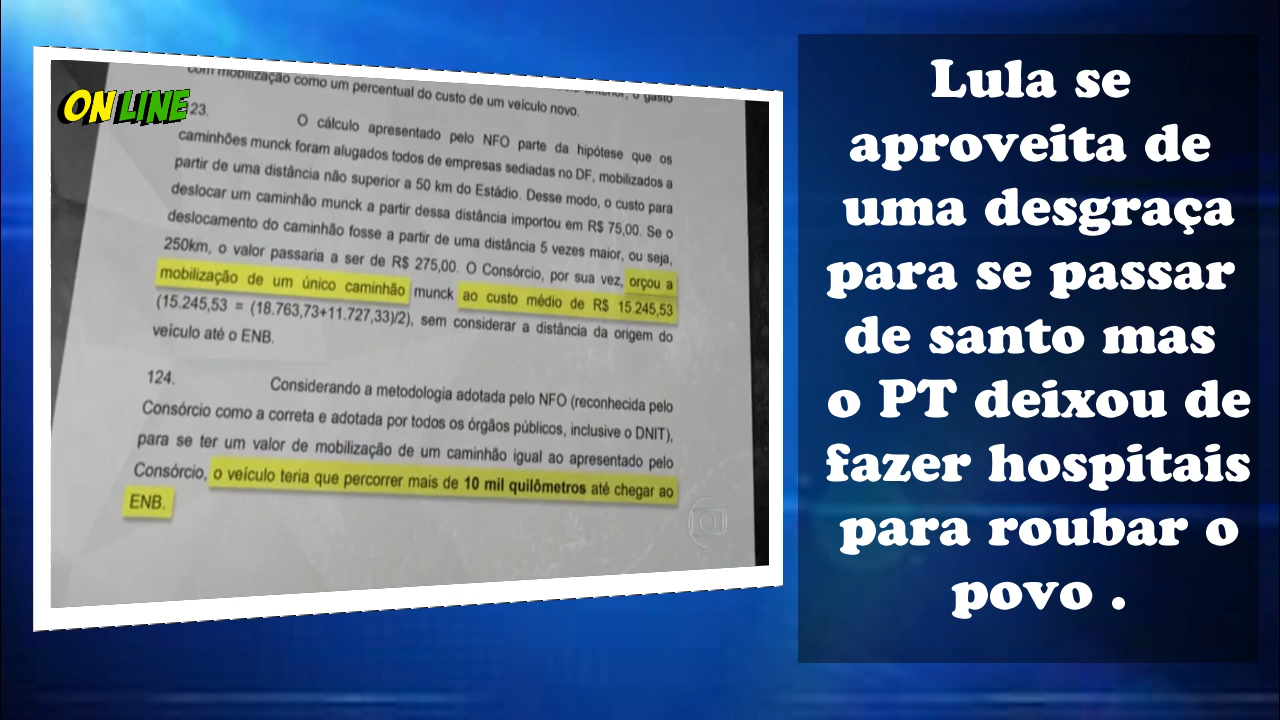 ON LINE
com mobilização como um percentual do custo de um veículo novo.
anterior, o gasto
123. O cálculo apresentado pelo NFO parte da hipótese que os
caminhões munck foram alugados todos de empresas sediadas no DF, mobilizados a
partir de uma distância não superior a 50 km do Estádio. Desse modo, o custo para
deslocar um caminhão munck a partir dessa distância importou em R$ 75,00. Se o
deslocamento do caminhão fosse a partir de uma distância 5 vezes maior, ou seja,
250km, o valor passaria a ser de R$ 275,00. O Consórcio, por sua vez, orçou a
mobilização de um único caminhão munck ao custo médio de R$ 15.245,53
(15.245,53 = (18.763,73+11.727,33)/2), sem considerar a distância da origem do
veículo até o ENB.
124. Considerando a metodologia adotada pelo NFO (reconhecida pelo
Consórcio como a correta e adotada por todos os órgãos públicos, inclusive o DNIT),
para se ter um valor de mobilização de um caminhão igual ao apresentado pelo
Consórcio, o veículo teria que percorrer mais de 10 mil quilômetros até chegar ao
ENB.
Lula se
aproveita de
uma desgraça
para se passar
de santo mas
o PT deixou de
fazer hospitais
para roubar o
povo .